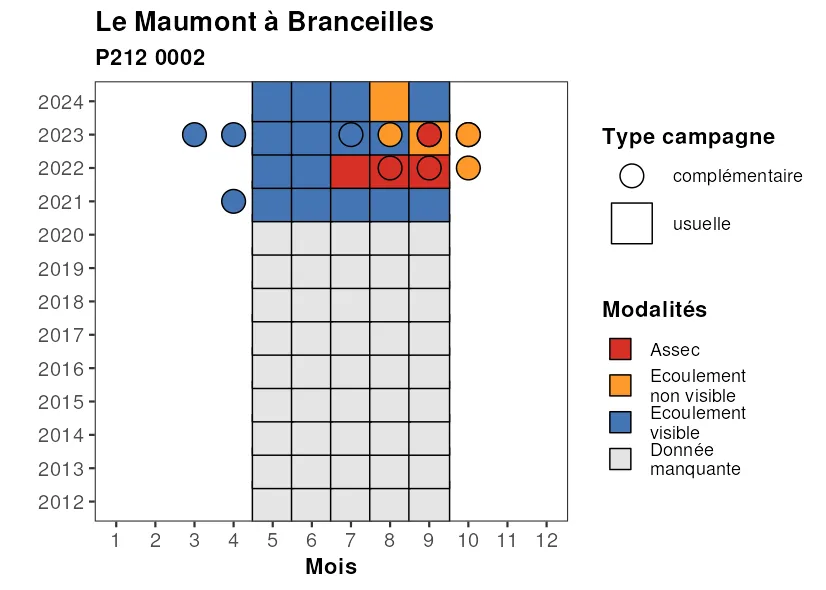 Le Maumont à Branceilles
P212 0002
2024
2023
2022
2021
2020
2019
2018
2017
2016
2015
2014
2013
2012
1 2 3 4 5 6 7 8 9 10 11 12
Mois
Type campagne
complémentaire
usuelle
Modalités
Assec
Ecoulement
non visible
Ecoulement
visible
Donnée
manquante